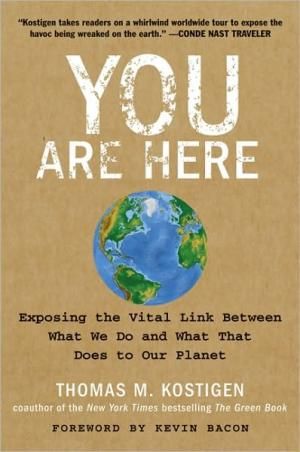 "Kostigen takes readers on a whirlwind worldwide tour to expose the
havoc being wreaked on the earth." —CONDE NAST TRAVELER
YOU
ARE HERE
Exposing the Vital Link Between
What We Do and What That
Does to Our Planet
THOMAS M. KOSTIGEN
coauthor of the New York Times bestselling The Green Book
FOREWORD BY KEVIN BACON